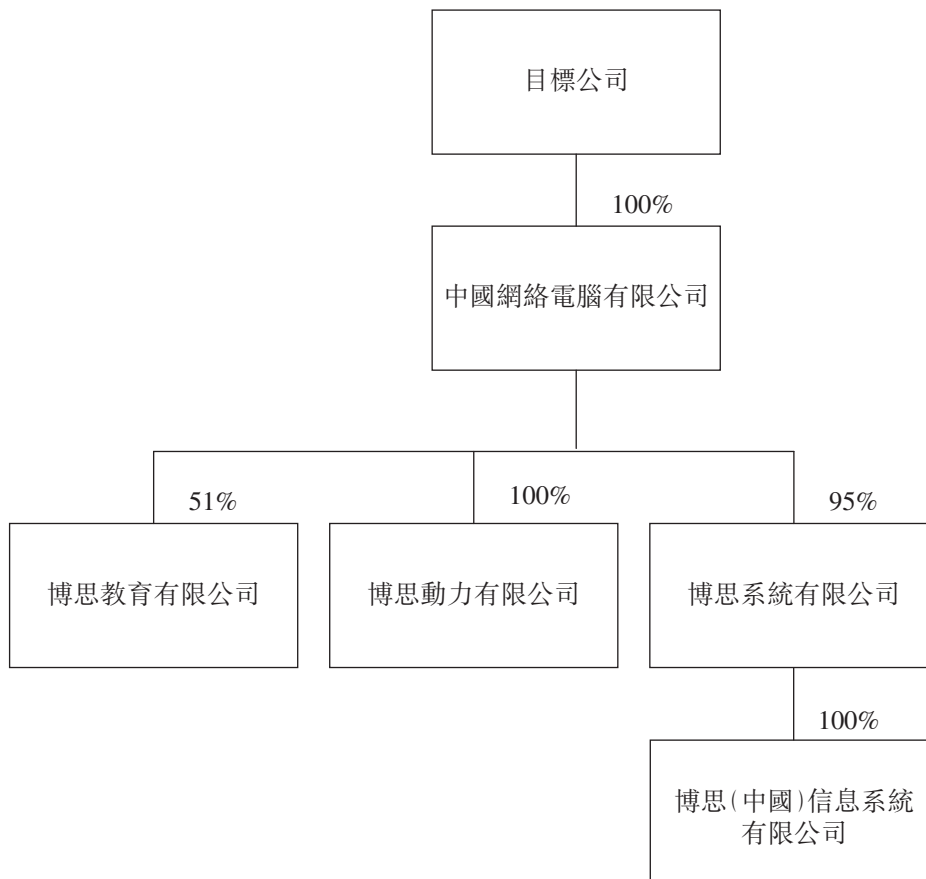 目標公司
100%
中國網絡電腦有限公司
51%
100%
95%
博思教育有限公司
博思動力有限公司
博思系統有限公司
100%
博思(中國)信息系統
有限公司